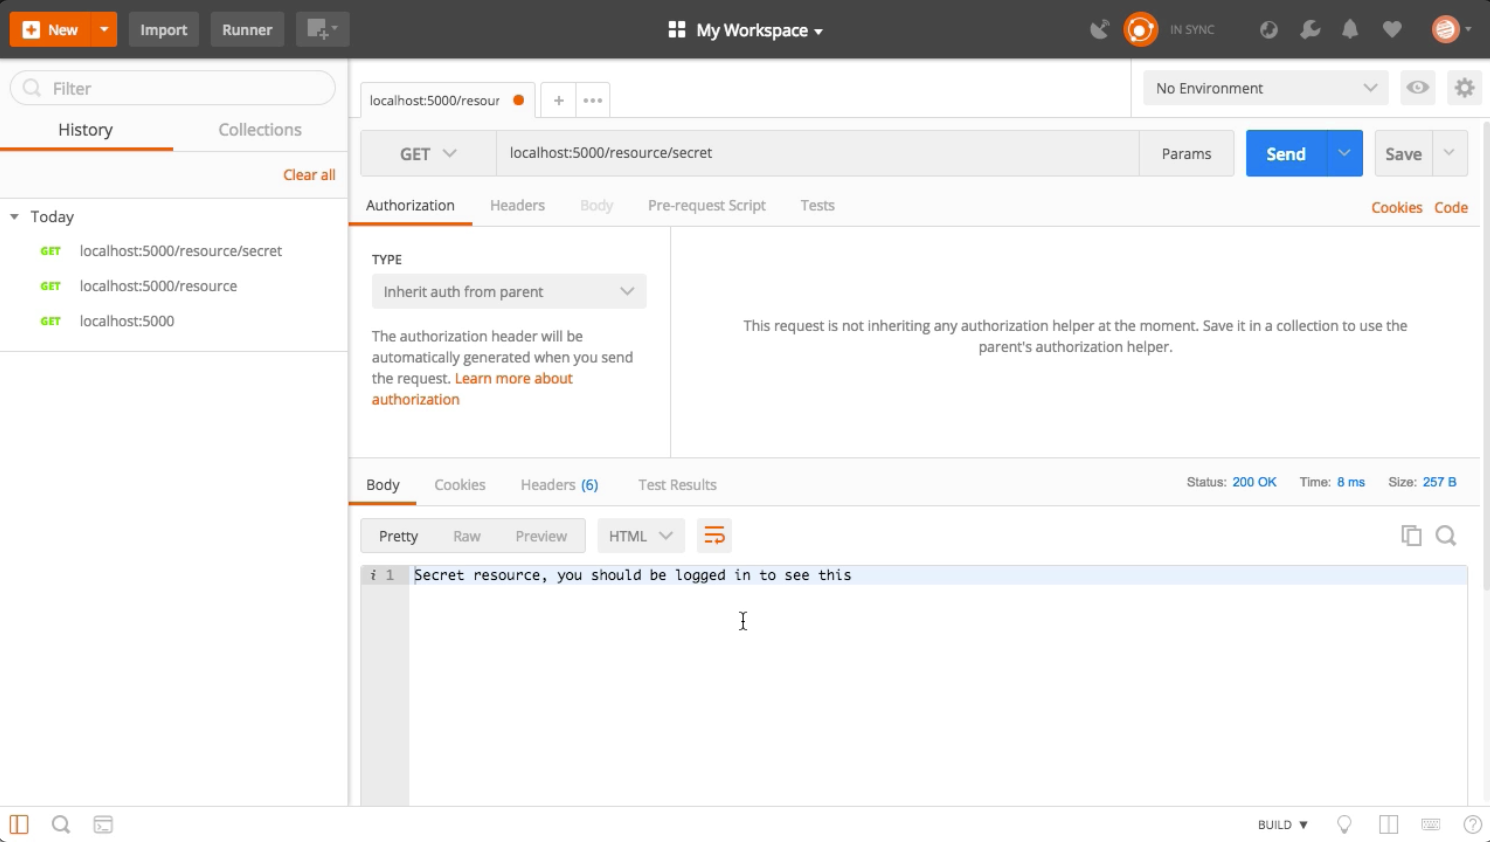 New
Import
Runner
My Workspace
IN SYNC
Filter
History
Collections
Clear all
Today
GET localhost:5000/resource/secret
GET localhost:5000/resource
GET localhost:5000
localhost:5000/resour
No Environment
GET
localhost:5000/resource/secret
Params
Send
Save
Authorization
Headers
Body
Pre-request Script
Tests
Cookies
Code
TYPE
Inherit auth from parent
The authorization header will be
automatically generated when you send
the request. Learn more about
authorization
This request is not inheriting any authorization helper at the moment. Save it in a collection to use the
parent's authorization helper.
Body
Cookies
Headers (6)
Test Results
Status: 200 OK
Time: 8 ms
Size: 257 B
Pretty
Raw
Preview
HTML
i 1 Secret resource, you should be logged in to see this
BUILD